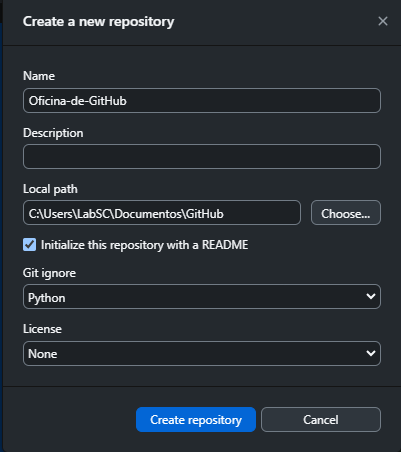 Create a new repository
Name
Oficina-de-GitHub
Description
Local path
C:\Users\LabSC\Documentos\GitHub
Choose...
Initialize this repository with a README
Git ignore
Python
License
None
Create repository
Cancel